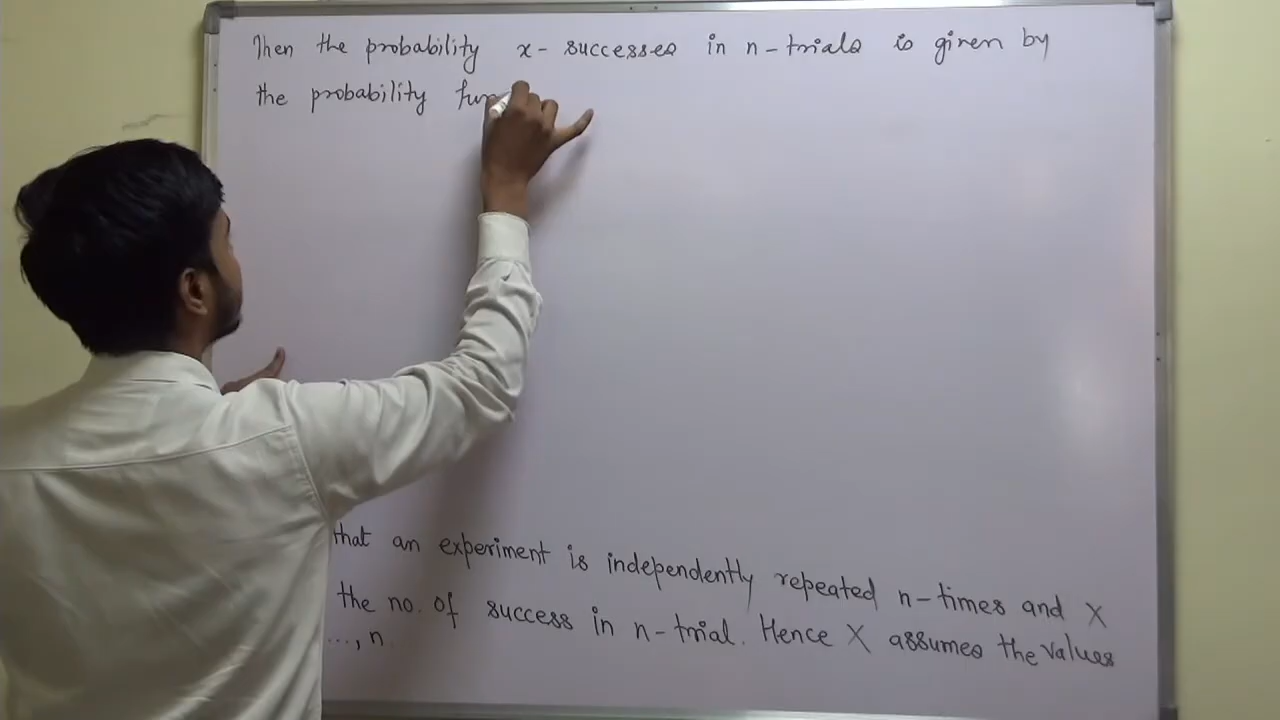 Then the probability x - successes in n - trials is given by
the probability fun
that an experiment is independently repeated n - times and X
the no. of success in n - trial. Hence X assumes the values
..., n.